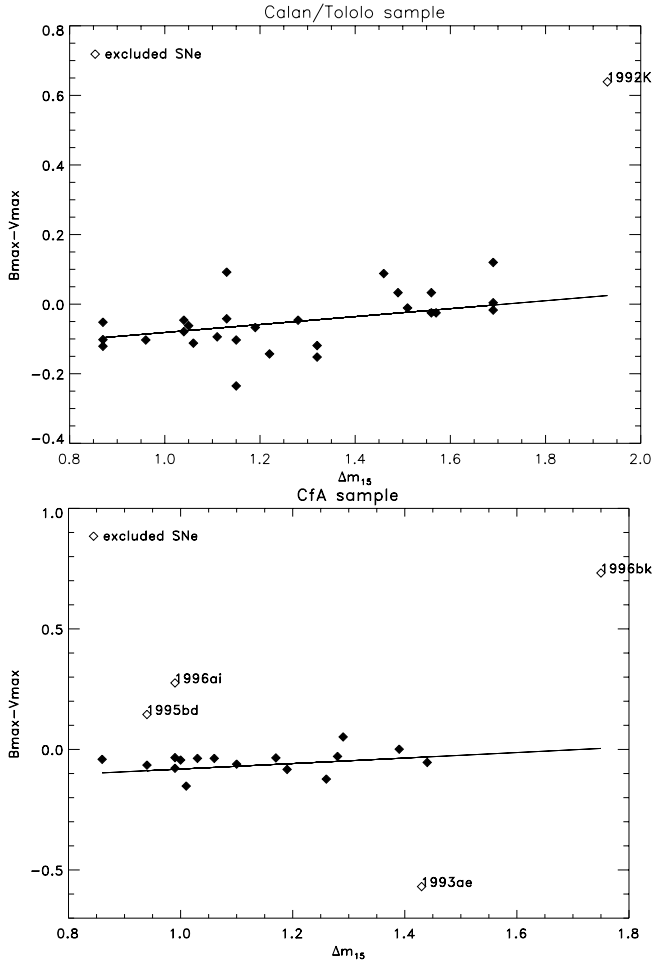 Calan/Tololo sample
0.8
◇ excluded SNe
1992K
0.6
0.4
Bmax−Vmax
0.2
0.0
−0.2
−0.4
0.8 1.0 1.2 1.4 1.6 1.8 2.0
Δm₁₅
CfA sample
1.0
◇ excluded SNe
1996bk
0.5
1996ai
1995bd
Bmax−Vmax
0.0
−0.5
1993ae
0.8 1.0 1.2 1.4 1.6 1.8
Δm₁₅